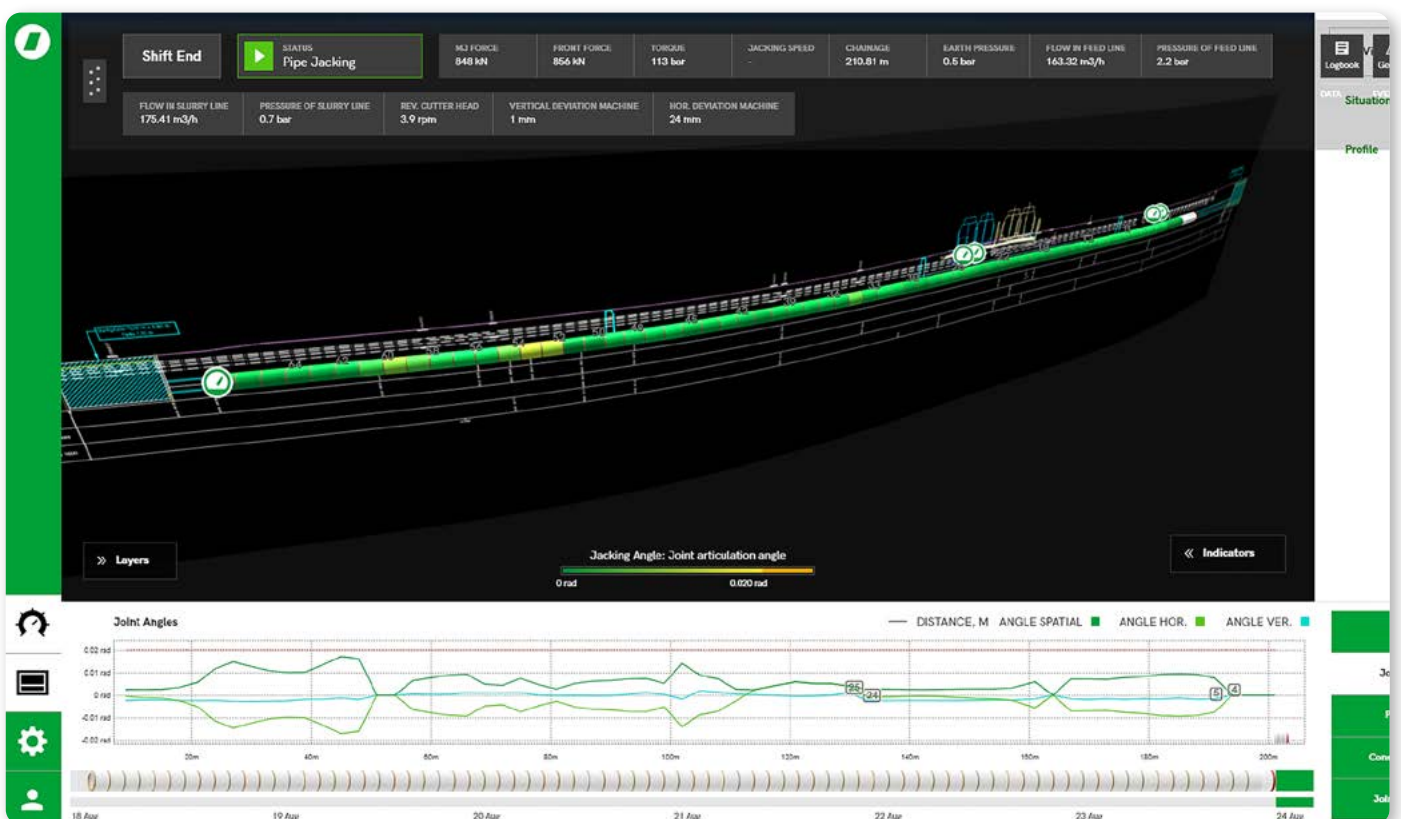 Shift End
STATUS
Pipe Jacking
MJ FORCE
848 kN
FRONT FORCE
856 kN
TORQUE
113 bar
JACKING SPEED
-
CHAINAGE
210.81 m
EARTH PRESSURE
0.5 bar
FLOW IN FEED LINE
163.32 m3/h
PRESSURE OF FEED LINE
2.2 bar
Logbook
FLOW IN SLURRY LINE
175.41 m3/h
PRESSURE OF SLURRY LINE
0.7 bar
REV. CUTTER HEAD
3.9 rpm
VERTICAL DEVIATION MACHINE
1 mm
HOR. DEVIATION MACHINE
24 mm
DATA
Situation
Profile
Layers
Jacking Angle: Joint articulation angle
0 rad
0.020 rad
Indicators
Joint Angles
DISTANCE, M ANGLE SPATIAL ANGLE HOR. ANGLE VER.
0.02 rad
0.01 rad
0 rad
-0.01 rad
-0.02 rad
25
24
5
4
20m 40m 60m 80m 100m 120m 140m 160m 180m 200m
18 Aug 19 Aug 20 Aug 21 Aug 22 Aug 23 Aug 24 Aug